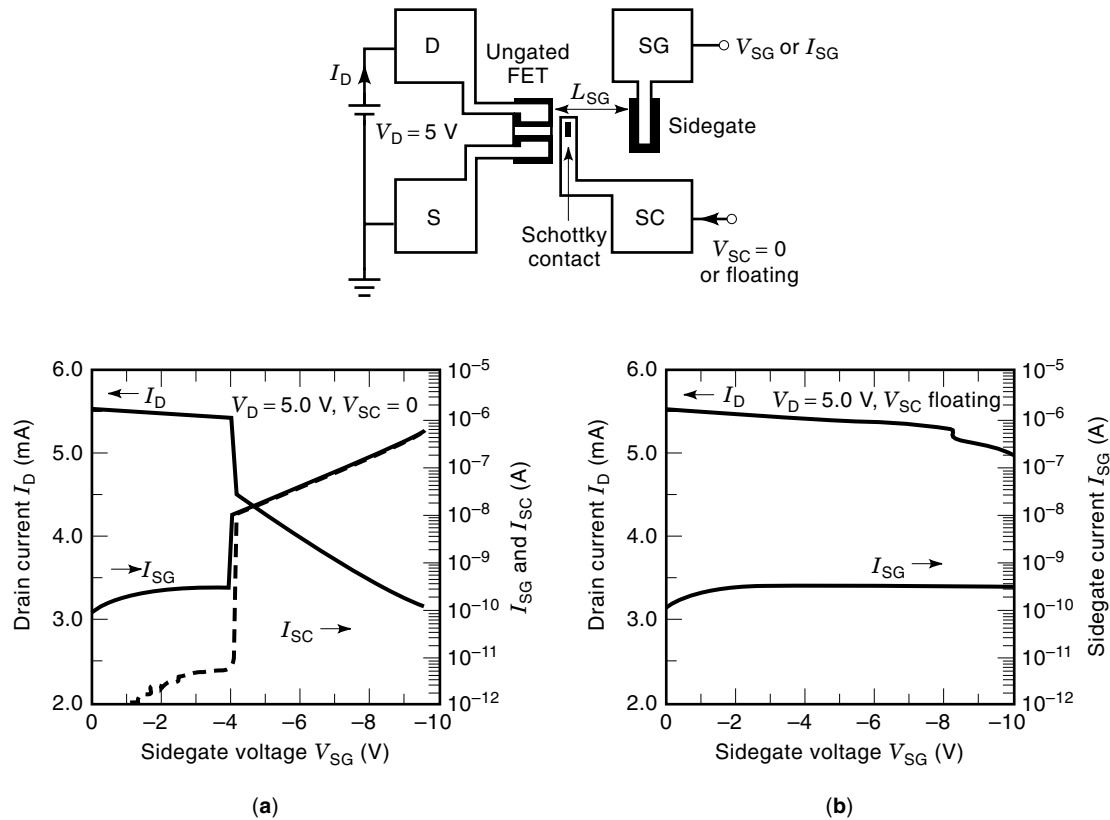 D
Ungated
FET
SG
V_SG or I_SG
I_D
L_SG
V_D = 5 V
Sidegate
S
SC
Schottky
contact
V_SC = 0
or floating
6.0
5.0
4.0
3.0
2.0
Drain current I_D (mA)
I_D
V_D = 5.0 V, V_SC = 0
I_SG
I_SC
10^−5
10^−6
10^−7
10^−8
10^−9
10^−10
10^−11
10^−12
I_SG and I_SC (A)
0 −2 −4 −6 −8 −10
Sidegate voltage V_SG (V)
(a)
6.0
5.0
4.0
3.0
2.0
Drain current I_D (mA)
I_D
V_D = 5.0 V, V_SC floating
I_SG
10^−5
10^−6
10^−7
10^−8
10^−9
10^−10
10^−11
10^−12
Sidegate current I_SG (A)
0 −2 −4 −6 −8 −10
Sidegate voltage V_SG (V)
(b)